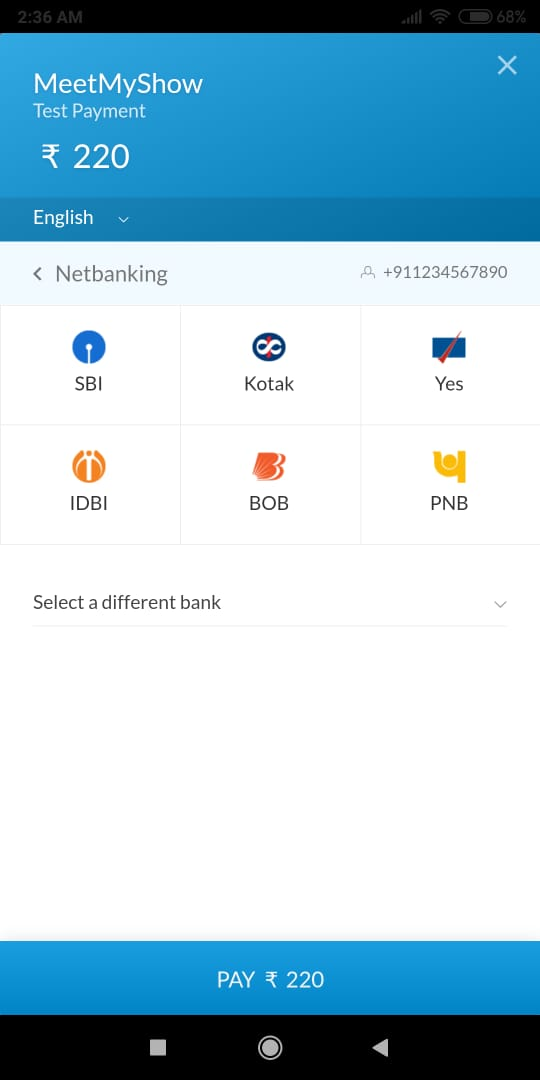 2:36 AM 68%
MeetMyShow
Test Payment
₹ 220
English
Netbanking +911234567890
SBI Kotak Yes
IDBI BOB PNB
Select a different bank
PAY ₹ 220